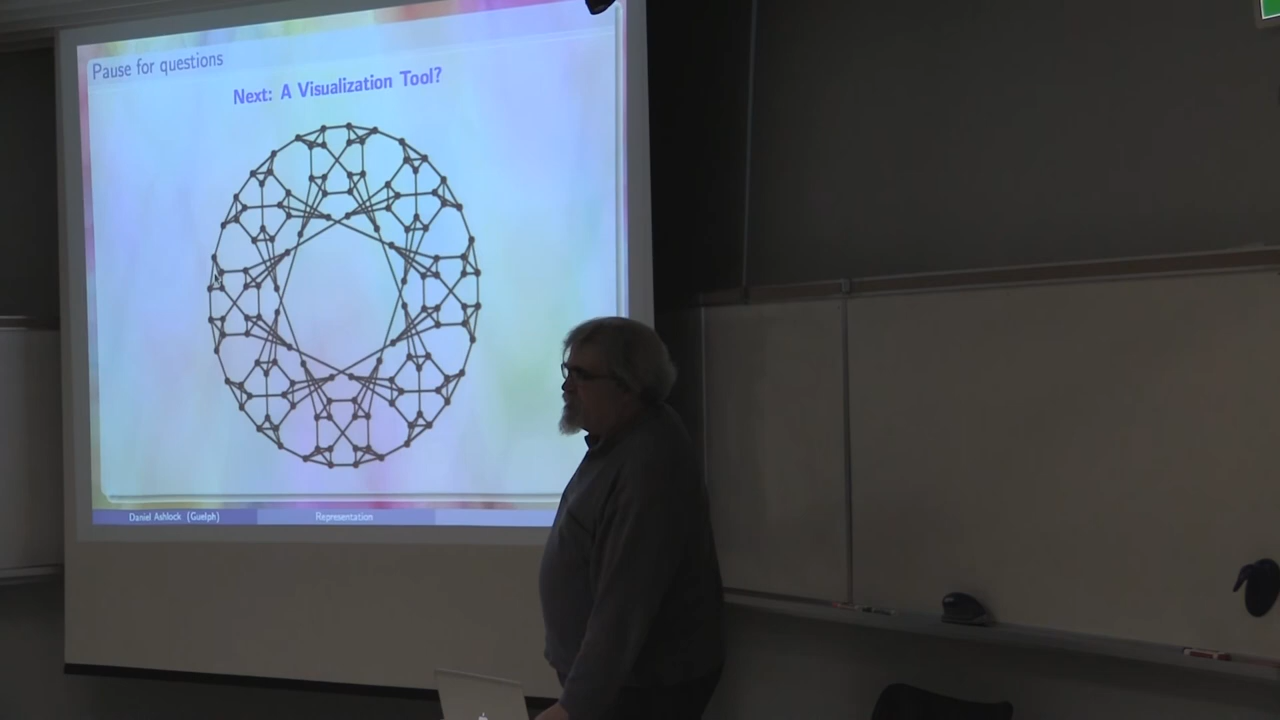 Pause for questions
Next: A Visualization Tool?
Daniel Ashlock (Guelph)
Representation